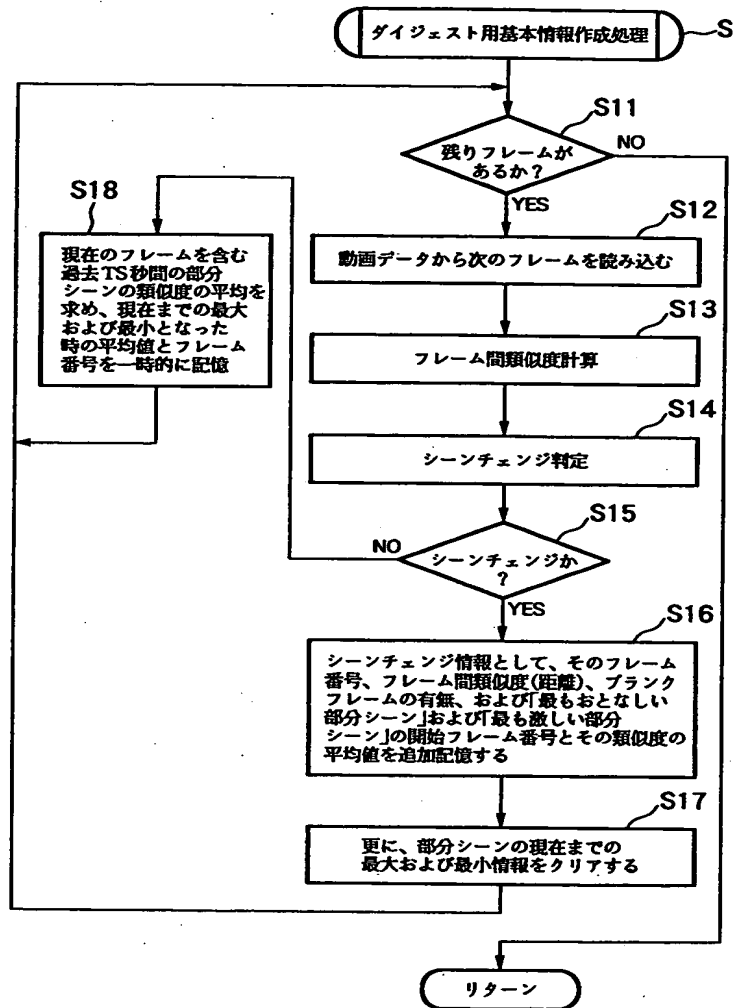 ダイジェスト用基本情報作成処理
S
S11
残りフレームが
あるか？
NO
YES
S12
動画データから次のフレームを読み込む
S13
フレーム間類似度計算
S14
シーンチェンジ判定
S15
シーンチェンジか
？
NO
YES
S18
現在のフレームを含む
過去TS秒間の部分
シーンの類似度の平均を
求め、現在までの最大
および最小となった
時の平均値とフレーム
番号を一時的に記憶
S16
シーンチェンジ情報として、そのフレーム
番号、フレーム間類似度(距離)、ブランク
フレームの有無、および「最もおとなしい
部分シーン」および「最も激しい部分
シーン」の開始フレーム番号とその類似度の
平均値を追加記憶する
S17
更に、部分シーンの現在までの
最大および最小情報をクリアする
リターン